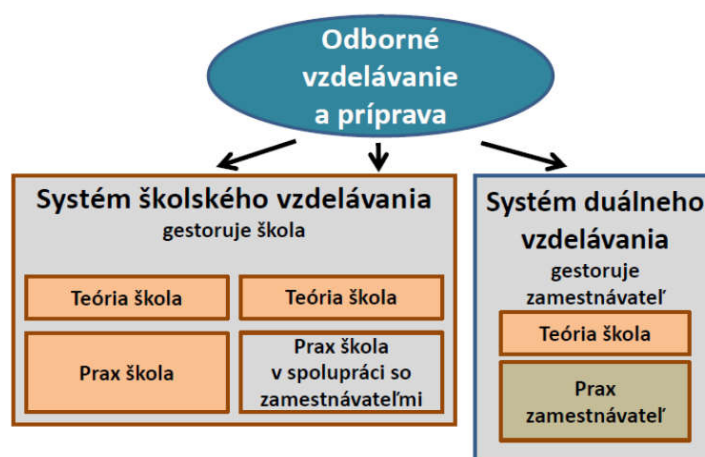 Odborné
vzdelávanie
a príprava
Systém školského vzdelávania
gestoruje škola
Teória škola
Teória škola
Prax škola
Prax škola
v spolupráci so
zamestnávateľmi
Systém duálneho
vzdelávania
gestoruje
zamestnávateľ
Teória škola
Prax
zamestnávateľ